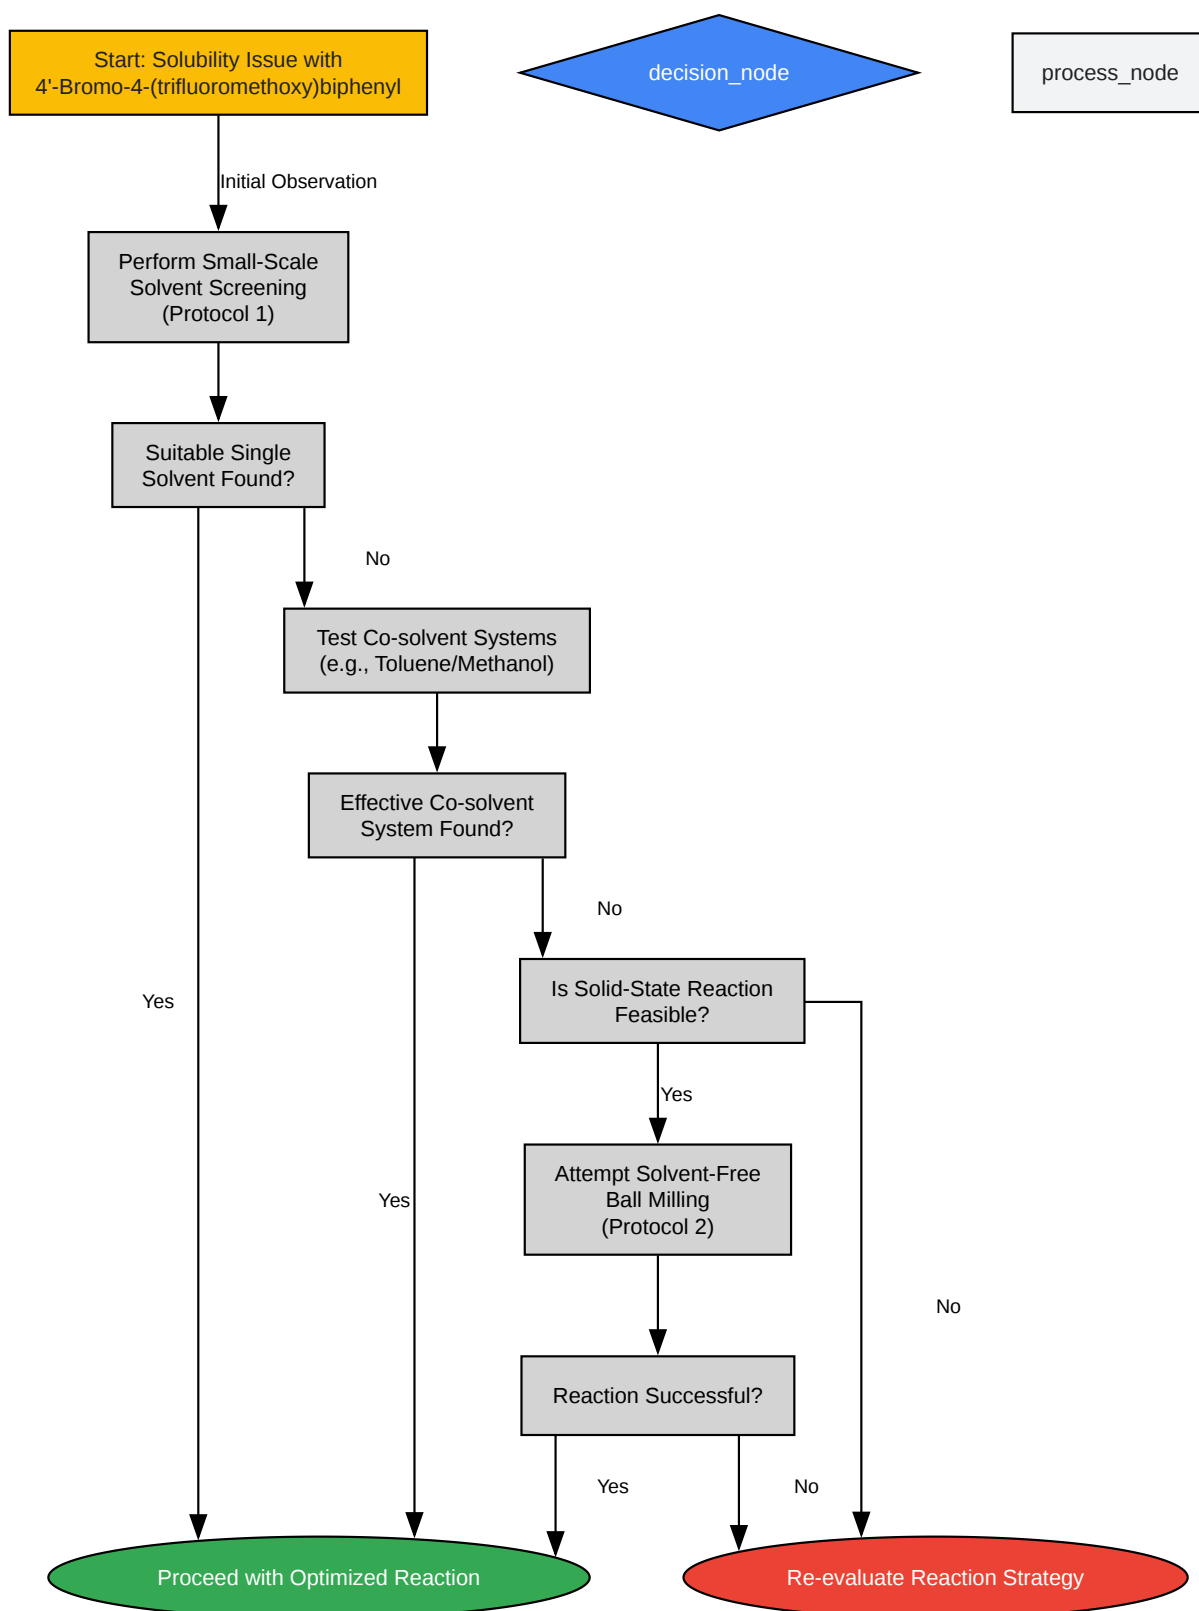 Start: Solubility Issue with
4'-Bromo-4-(trifluoromethoxy)biphenyl
decision_node
process_node
Initial Observation
Perform Small-Scale
Solvent Screening
(Protocol 1)
Suitable Single
Solvent Found?
No
Test Co-solvent Systems
(e.g., Toluene/Methanol)
Effective Co-solvent
System Found?
No
Is Solid-State Reaction
Feasible?
Yes
Yes
Attempt Solvent-Free
Ball Milling
(Protocol 2)
Yes
No
Reaction Successful?
Yes
No
Proceed with Optimized Reaction
Re-evaluate Reaction Strategy